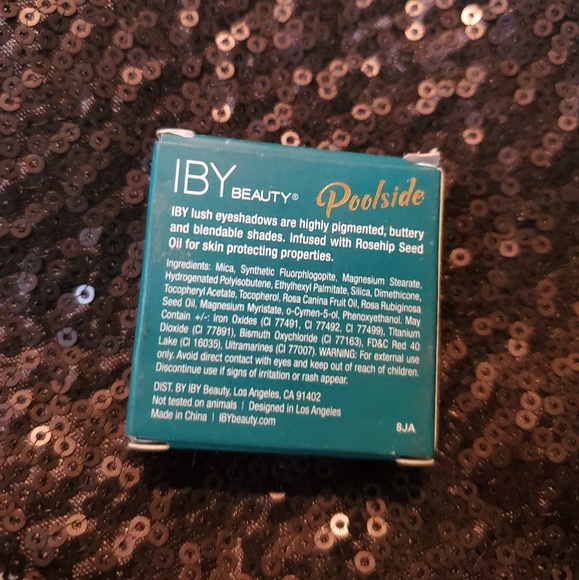 IBY BEAUTY® Poolside
IBY lush eyeshadows are highly pigmented, buttery
and blendable shades. Infused with Rosehip Seed
Oil for skin protecting properties.
Ingredients: Mica, Synthetic Fluorphlogopite, Magnesium Stearate,
Hydrogenated Polyisobutene, Ethylhexyl Palmitate, Silica, Dimethicone,
Tocopheryl Acetate, Tocopherol, Rosa Canina Fruit Oil, Rosa Rubiginosa
Seed Oil, Magnesium Myristate, o-Cymen-5-ol, Phenoxyethanol. May
Contain +/-: Iron Oxides (CI 77491, CI 77492, CI 77499), Titanium
Dioxide (CI 77891), Bismuth Oxychloride (CI 77163), FD&C Red 40
Lake (CI 16035), Ultramarines (CI 77007). WARNING: For external use
only. Avoid direct contact with eyes and keep out of reach of children.
Discontinue use if signs of irritation or rash appear.
DIST. BY IBY Beauty, Los Angeles, CA 91402
Not tested on animals | Designed in Los Angeles
Made in China | IBYbeauty.com
8JA